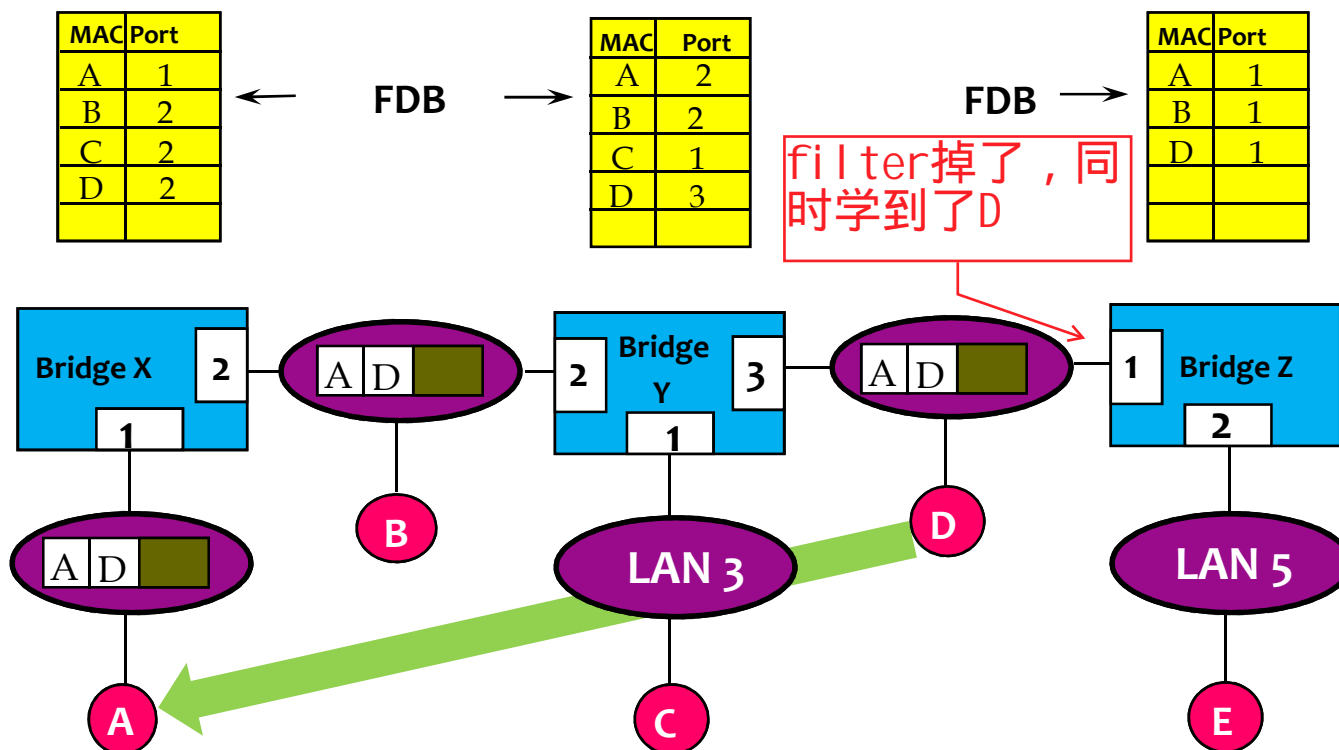 MAC Port
A 1
B 2
C 2
D 2
FDB
MAC Port
A 2
B 2
C 1
D 3
FDB
MAC Port
A 1
B 1
D 1
filter掉了，同
时学到了D
Bridge X
2
1
A D
2
Bridge
Y
3
1
A D
1
Bridge Z
2
B
D
A D
LAN 3
LAN 5
A
C
E